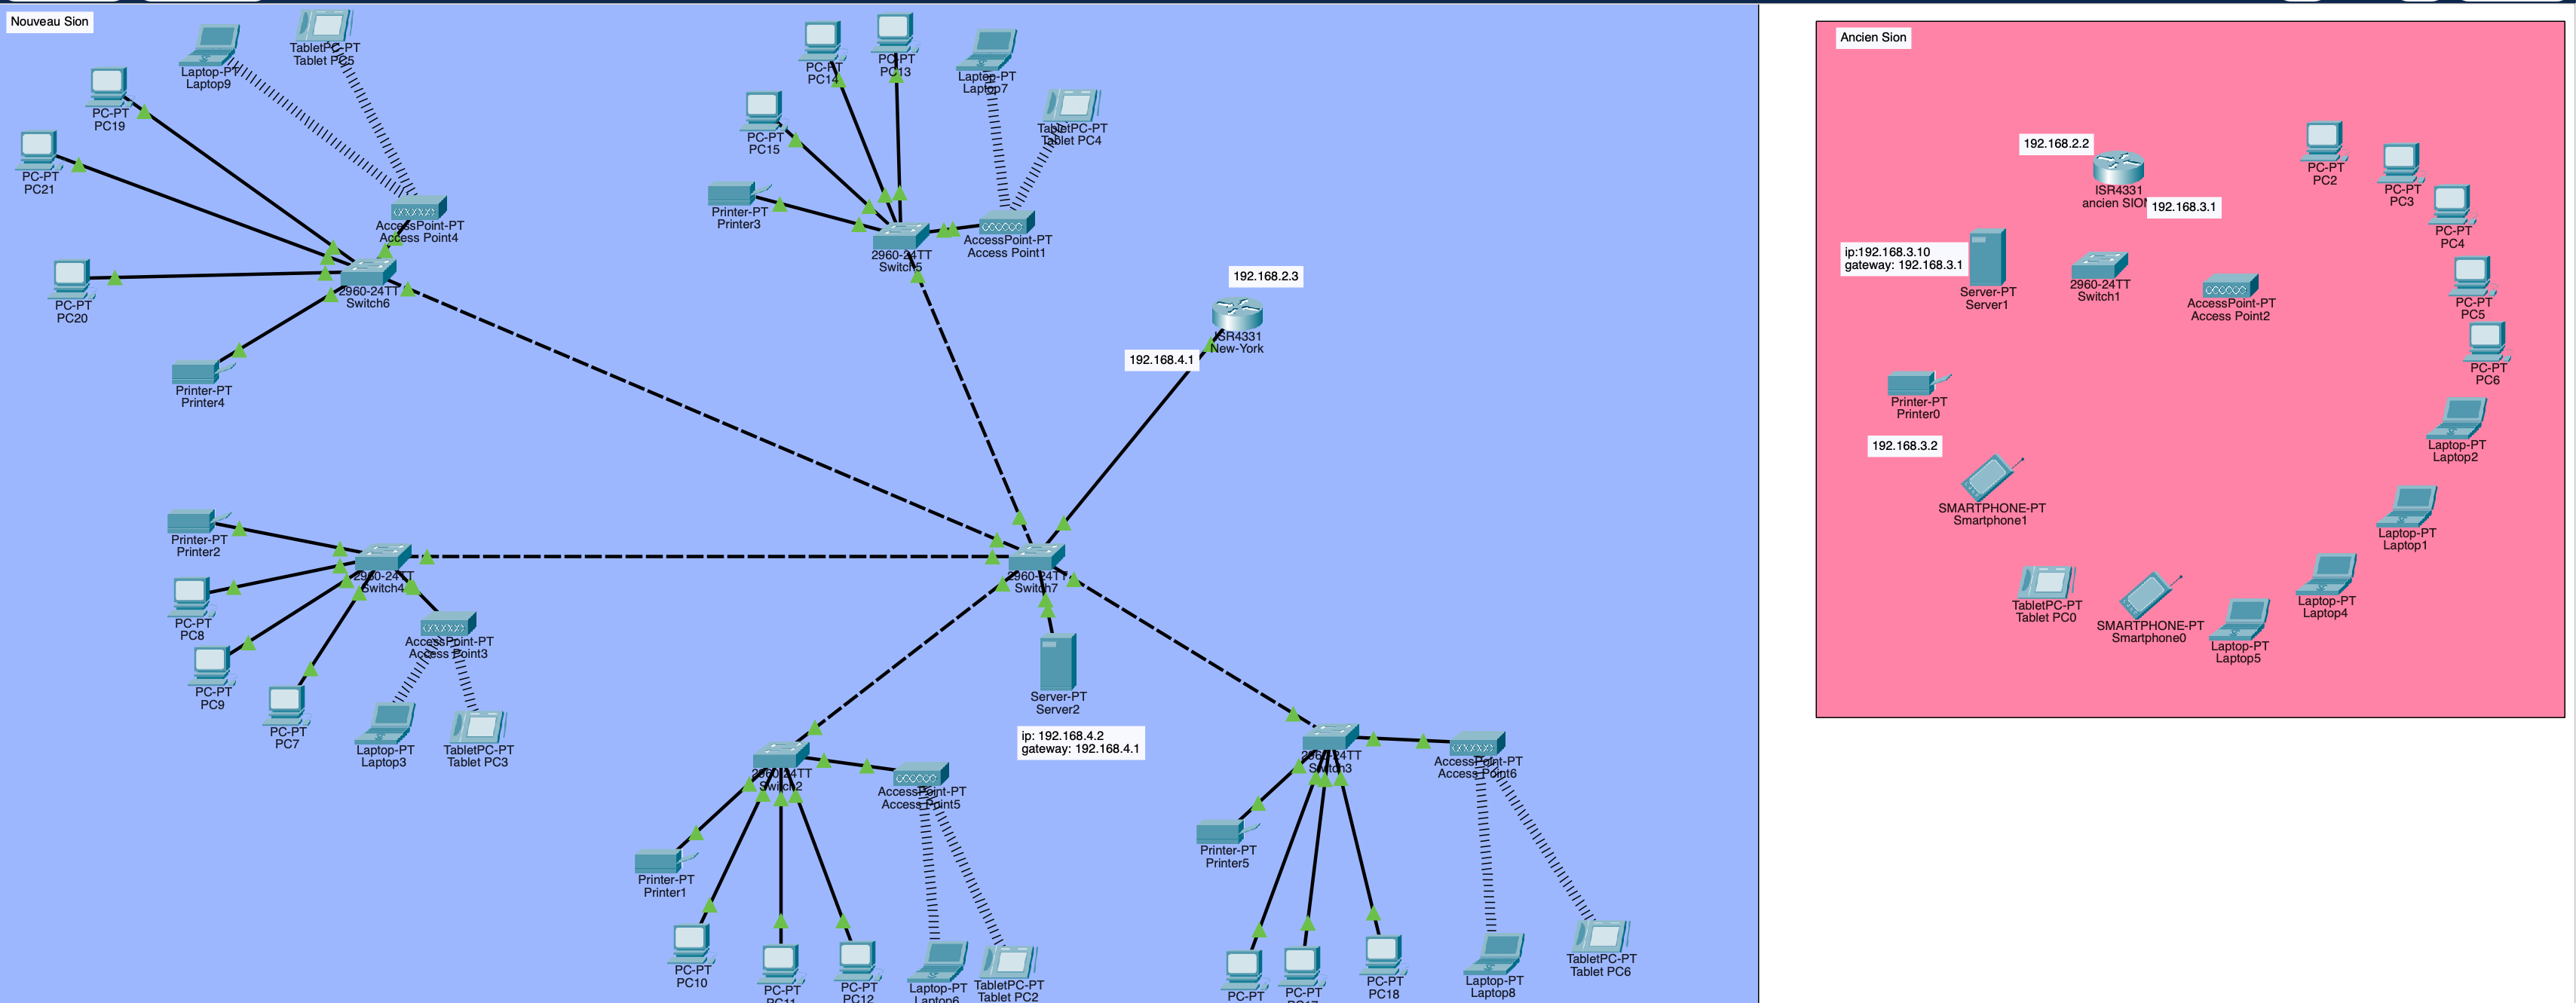 Nouveau Sion
Laptop-PT
Laptop9
TabletPC-PT
Tablet PC5
PC-PT
PC19
PC-PT
PC21
PC-PT
PC20
AccessPoint-PT
Access Point4
2960-24TT
Switch6
Printer-PT
Printer4
PC-PT
PC14
PC-PT
PC13
Laptop-PT
Laptop7
TabletPC-PT
Tablet PC4
PC-PT
PC15
Printer-PT
Printer3
2960-24TT
Switch5
AccessPoint-PT
Access Point1
192.168.2.3
ISR4331
New-York
192.168.4.1
Printer-PT
Printer2
2960-24TT
Switch4
PC-PT
PC8
PC-PT
PC9
PC-PT
PC7
AccessPoint-PT
Access Point3
Laptop-PT
Laptop3
TabletPC-PT
Tablet PC3
2960-24TT
Switch7
Server-PT
Server2
ip: 192.168.4.2
gateway: 192.168.4.1
2960-24TT
Switch2
AccessPoint-PT
Access Point5
Printer-PT
Printer1
PC-PT
PC10
PC-PT
PC11
PC-PT
PC12
Laptop-PT
Laptop6
TabletPC-PT
Tablet PC2
2960-24TT
Switch3
AccessPoint-PT
Access Point6
Printer-PT
Printer5
PC-PT
PC-PT
PC17
PC-PT
PC18
Laptop-PT
Laptop8
TabletPC-PT
Tablet PC6
Ancien Sion
192.168.2.2
ISR4331
ancien SION
192.168.3.1
ip:192.168.3.10
gateway: 192.168.3.1
Server-PT
Server1
2960-24TT
Switch1
AccessPoint-PT
Access Point2
PC-PT
PC2
PC-PT
PC3
PC-PT
PC4
PC-PT
PC5
PC-PT
PC6
Printer-PT
Printer0
192.168.3.2
SMARTPHONE-PT
Smartphone1
TabletPC-PT
Tablet PC0
SMARTPHONE-PT
Smartphone0
Laptop-PT
Laptop5
Laptop-PT
Laptop4
Laptop-PT
Laptop1
Laptop-PT
Laptop2